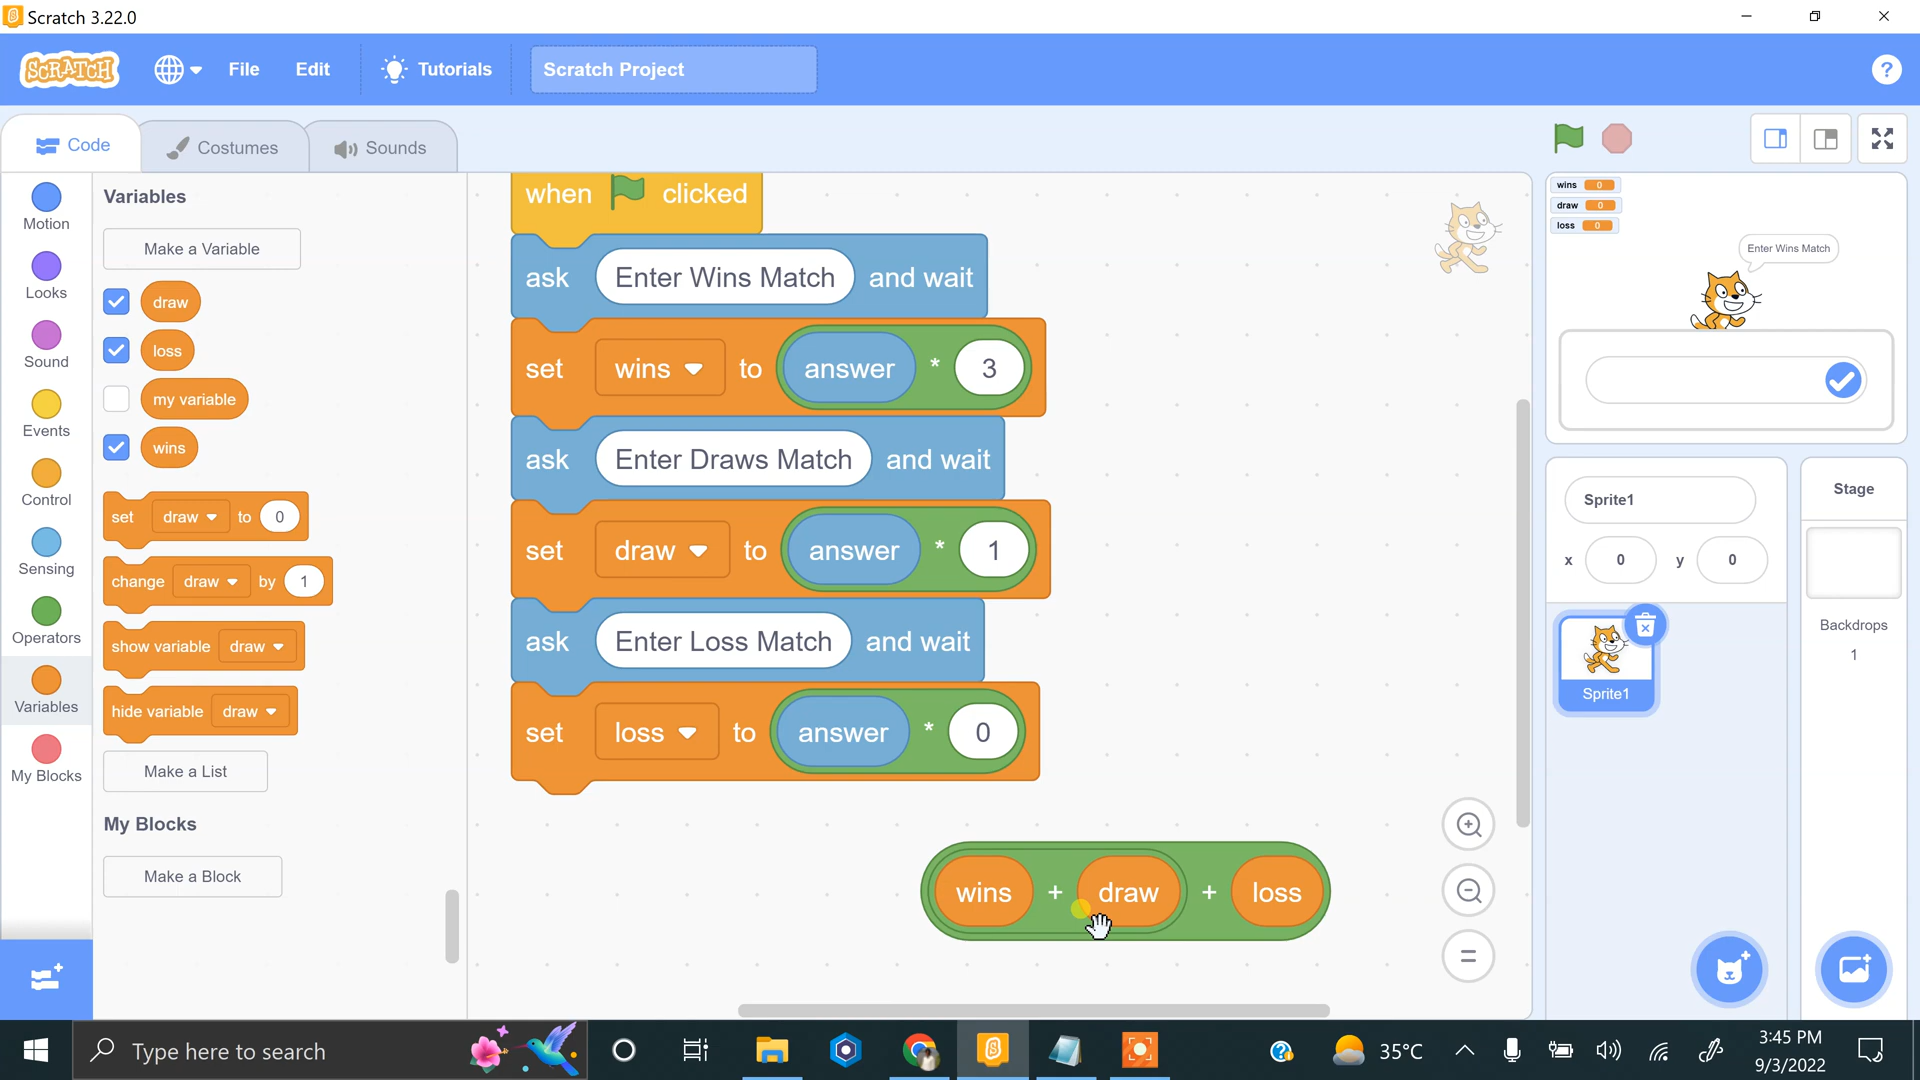 Scratch 3.22.0
SCRATCH
File
Edit
Tutorials
Scratch Project
?
Code
Costumes
Sounds
Motion
Looks
Sound
Events
Control
Sensing
Operators
Variables
My Blocks
Variables
Make a Variable
draw
loss
my variable
wins
set draw to 0
change draw by 1
show variable draw
hide variable draw
Make a List
My Blocks
Make a Block
when clicked
ask Enter Wins Match and wait
set wins to answer * 3
ask Enter Draws Match and wait
set draw to answer * 1
ask Enter Loss Match and wait
set loss to answer * 0
wins + draw + loss
wins 0
draw 0
loss 0
Enter Wins Match
Sprite1
x 0 y 0
Sprite1
Stage
Backdrops
1
Type here to search
35°C
3:45 PM
9/3/2022